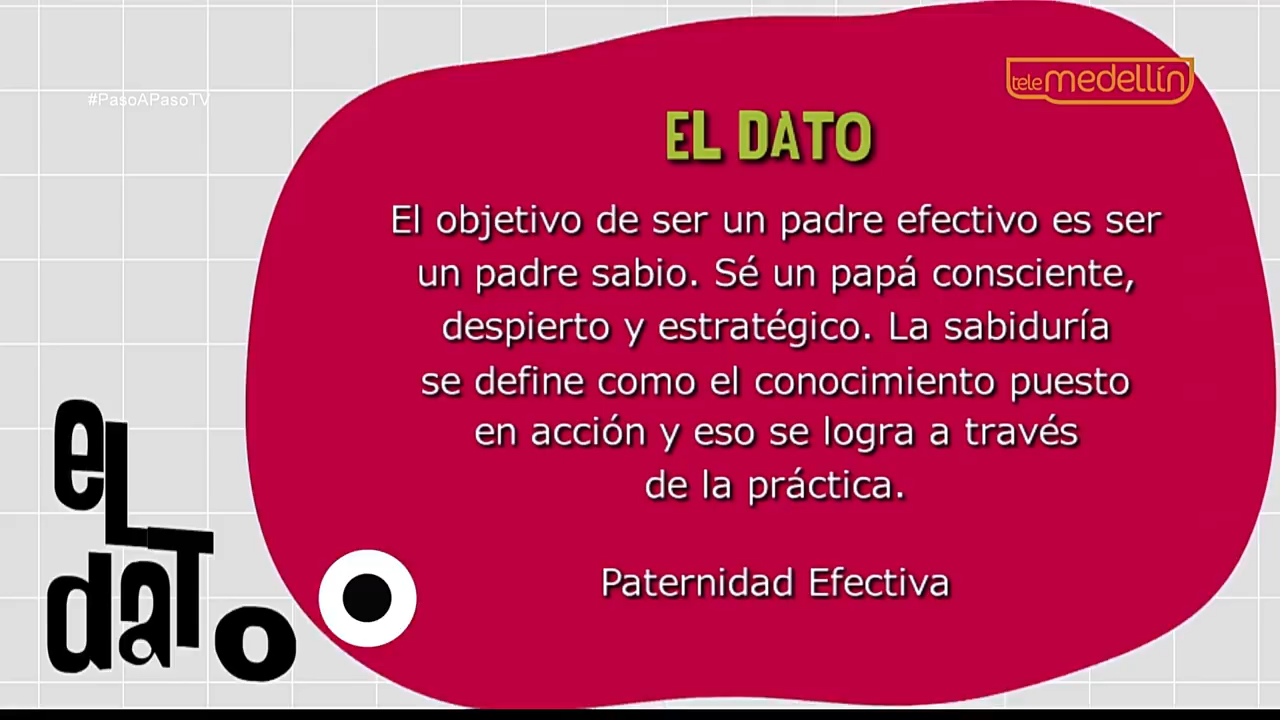 #PasoAPasoTV
telemedellín
EL DATO
El objetivo de ser un padre efectivo es ser
un padre sabio. Sé un papá consciente,
despierto y estratégico. La sabiduría
se define como el conocimiento puesto
en acción y eso se logra a través
de la práctica.
Paternidad Efectiva
eL
daTo